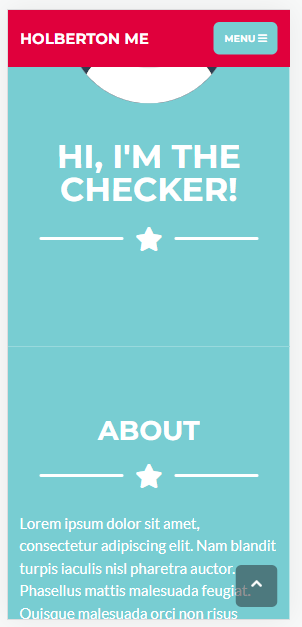 HOLBERTON ME
MENU
HI, I'M THE
CHECKER!
ABOUT
Lorem ipsum dolor sit amet,
consectetur adipiscing elit. Nam blandit
turpis iaculis nisl pharetra auctor.
Phasellus mattis malesuada feugiat.
Quisque malesuada orci non risus